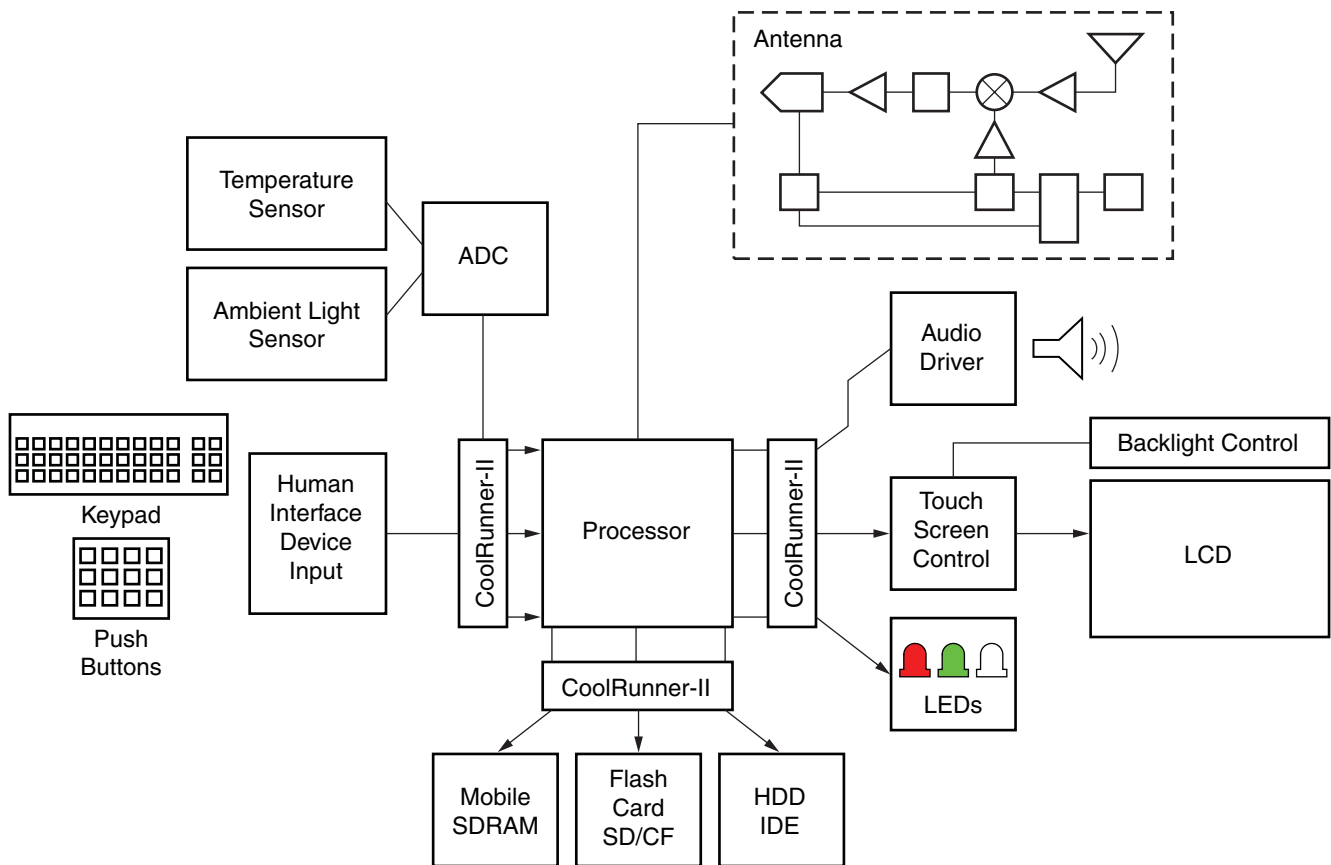 Antenna
Temperature
Sensor
ADC
Ambient Light
Sensor
Audio
Driver
Keypad
Push
Buttons
Human
Interface
Device
Input
CoolRunner-II
Processor
CoolRunner-II
Touch
Screen
Control
Backlight Control
LCD
CoolRunner-II
LEDs
Mobile
SDRAM
Flash
Card
SD/CF
HDD
IDE